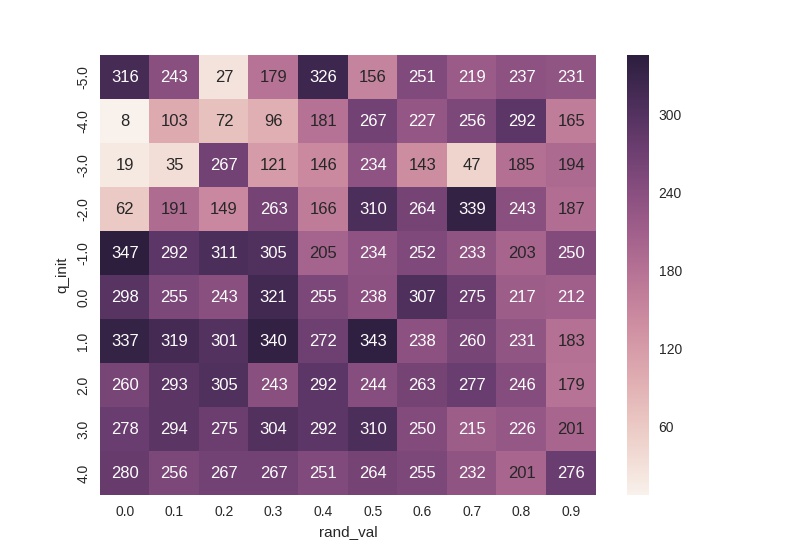 -5.0 316 243 27 179 326 156 251 219 237 231
-4.0 8 103 72 96 181 267 227 256 292 165
-3.0 19 35 267 121 146 234 143 47 185 194
-2.0 62 191 149 263 166 310 264 339 243 187
-1.0 347 292 311 305 205 234 252 233 203 250
0.0 298 255 243 321 255 238 307 275 217 212
1.0 337 319 301 340 272 343 238 260 231 183
2.0 260 293 305 243 292 244 263 277 246 179
3.0 278 294 275 304 292 310 250 215 226 201
4.0 280 256 267 267 251 264 255 232 201 276
0.0 0.1 0.2 0.3 0.4 0.5 0.6 0.7 0.8 0.9
rand_val
q_init
300
240
180
120
60